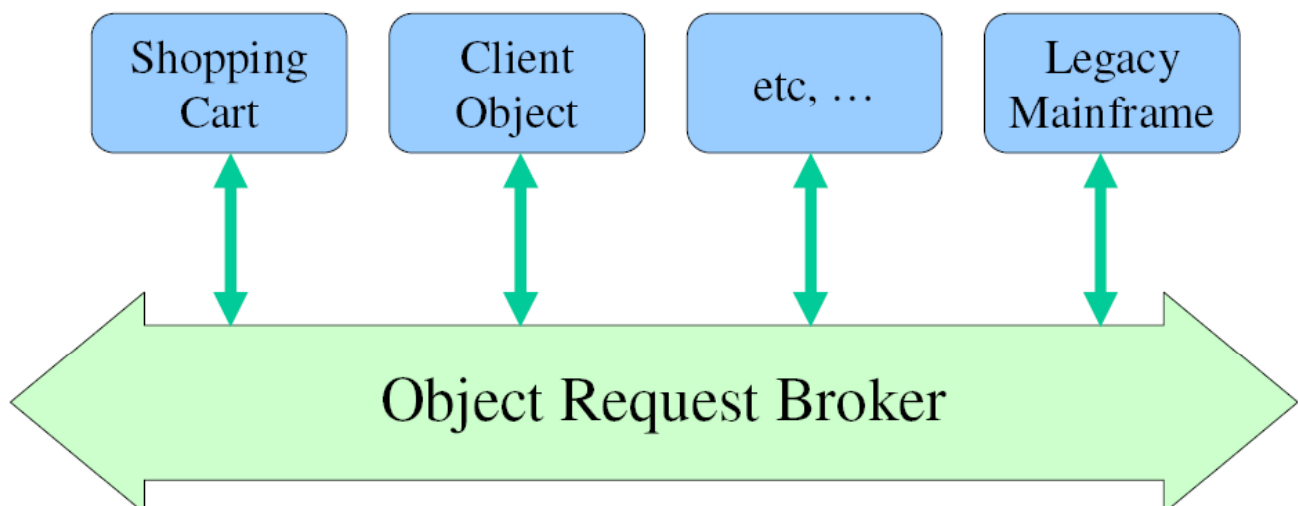 Shopping
Cart
Client
Object
etc, …
Legacy
Mainframe
Object Request Broker